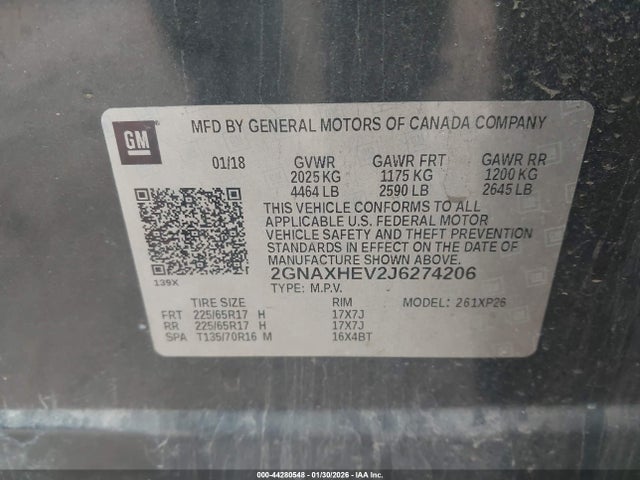 GM
MFD BY GENERAL MOTORS OF CANADA COMPANY
01/18 GVWR GAWR FRT GAWR RR
2025 KG 1175 KG 1200 KG
4464 LB 2590 LB 2645 LB
THIS VEHICLE CONFORMS TO ALL
APPLICABLE U.S. FEDERAL MOTOR
VEHICLE SAFETY AND THEFT PREVENTION
STANDARDS IN EFFECT ON THE DATE OF
MANUFACTURE SHOWN ABOVE.
2GNAXHEV2J6274206
139X TYPE: M.P.V.
TIRE SIZE RIM MODEL: 261XP26
FRT 225/65R17 H 17X7J
RR 225/65R17 H 17X7J
SPA T135/70R16 M 16X4BT
000-44280548 - 01/30/2026 - IAA Inc.